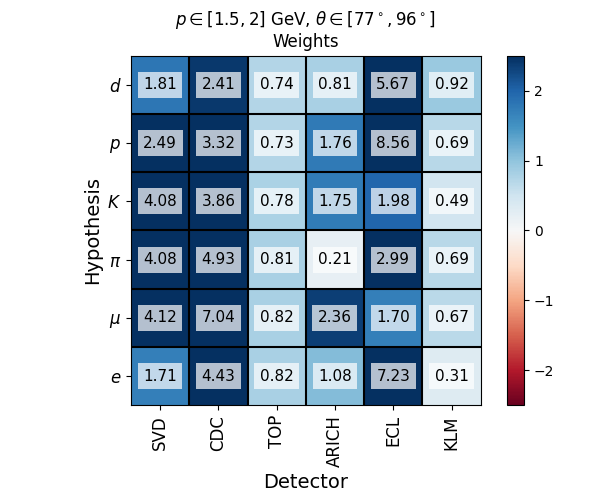 p ∈ [1.5, 2] GeV, θ ∈ [77°, 96°]
Weights
d 1.81 2.41 0.74 0.81 5.67 0.92
p 2.49 3.32 0.73 1.76 8.56 0.69
K 4.08 3.86 0.78 1.75 1.98 0.49
π 4.08 4.93 0.81 0.21 2.99 0.69
μ 4.12 7.04 0.82 2.36 1.70 0.67
e 1.71 4.43 0.82 1.08 7.23 0.31
SVD CDC TOP ARICH ECL KLM
Detector
Hypothesis
2
1
0
−1
−2